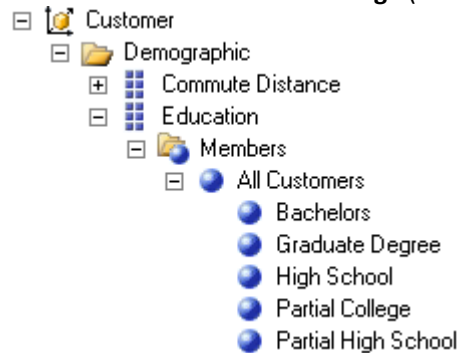 Customer
Demographic
Commute Distance
Education
Members
All Customers
Bachelors
Graduate Degree
High School
Partial College
Partial High School